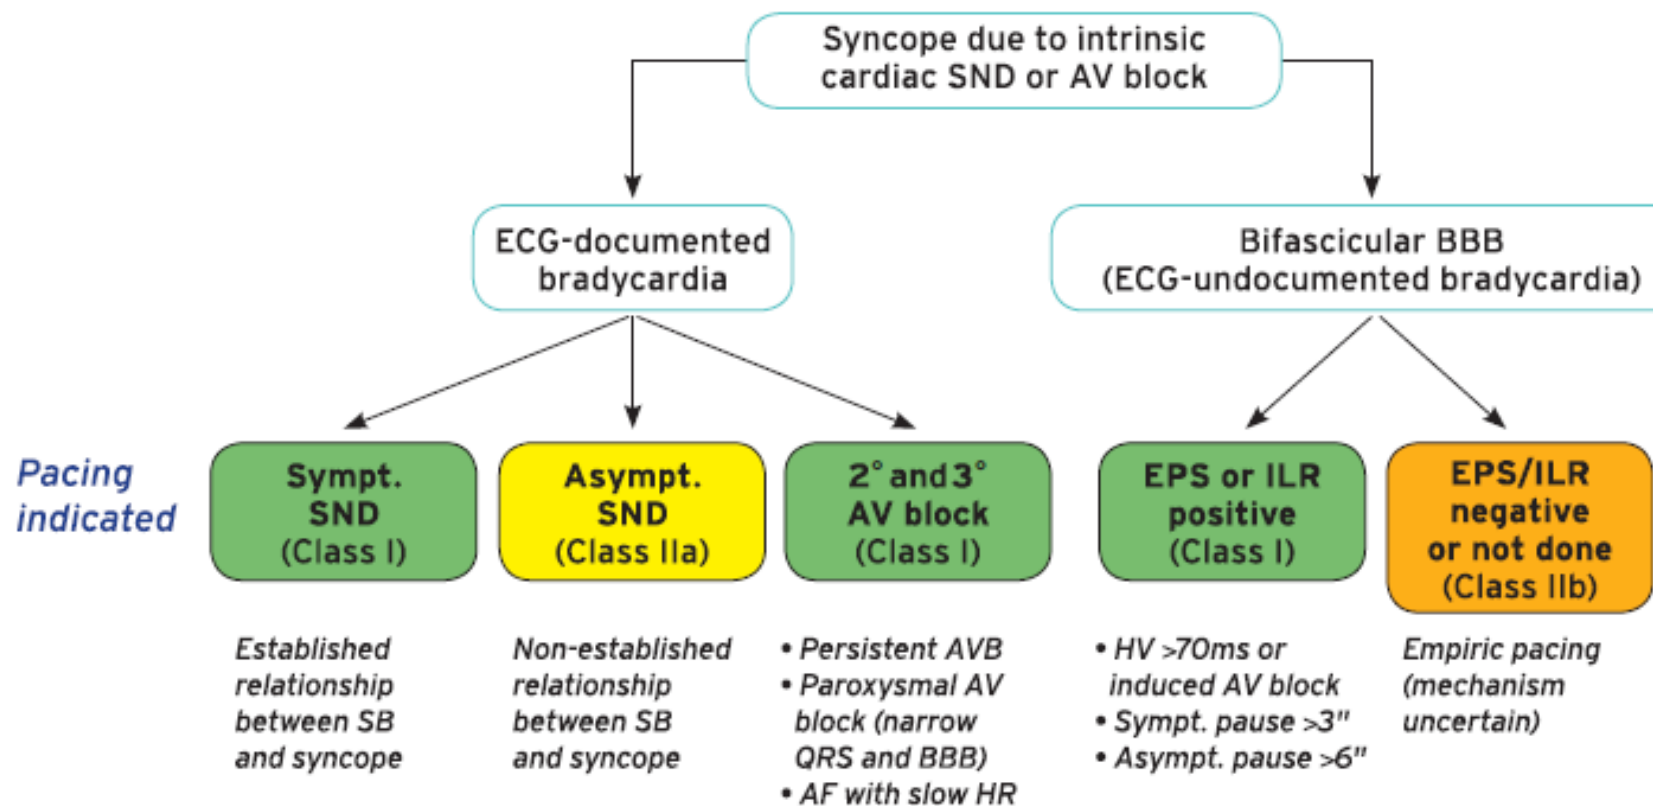 Syncope due to intrinsic
cardiac SND or AV block
ECG-documented
bradycardia
Bifascicular BBB
(ECG-undocumented bradycardia)
Pacing
indicated
Sympt.
SND
(Class I)
Asympt.
SND
(Class IIa)
2° and 3°
AV block
(Class I)
EPS or ILR
positive
(Class I)
EPS/ILR
negative
or not done
(Class IIb)
Established
relationship
between SB
and syncope
Non-established
relationship
between SB
and syncope
• Persistent AVB
• Paroxysmal AV
block (narrow
QRS and BBB)
• AF with slow HR
• HV >70ms or
induced AV block
• Sympt. pause >3"
• Asympt. pause >6"
Empiric pacing
(mechanism
uncertain)